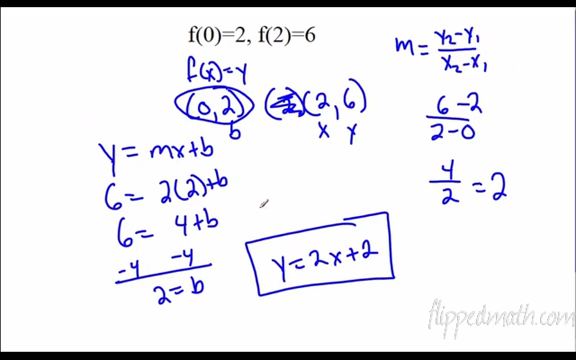 f(0)=2, f(2)=6
f(x)=y
(0,2) (2,6)
b x y
y = mx+b
6 = 2(2)+b
6 = 4+b
-4 -4
2 = b
y=2x+2
m = y₂-y₁ / x₂-x₁
6-2 / 2-0
4 / 2 = 2
flippedmath.com